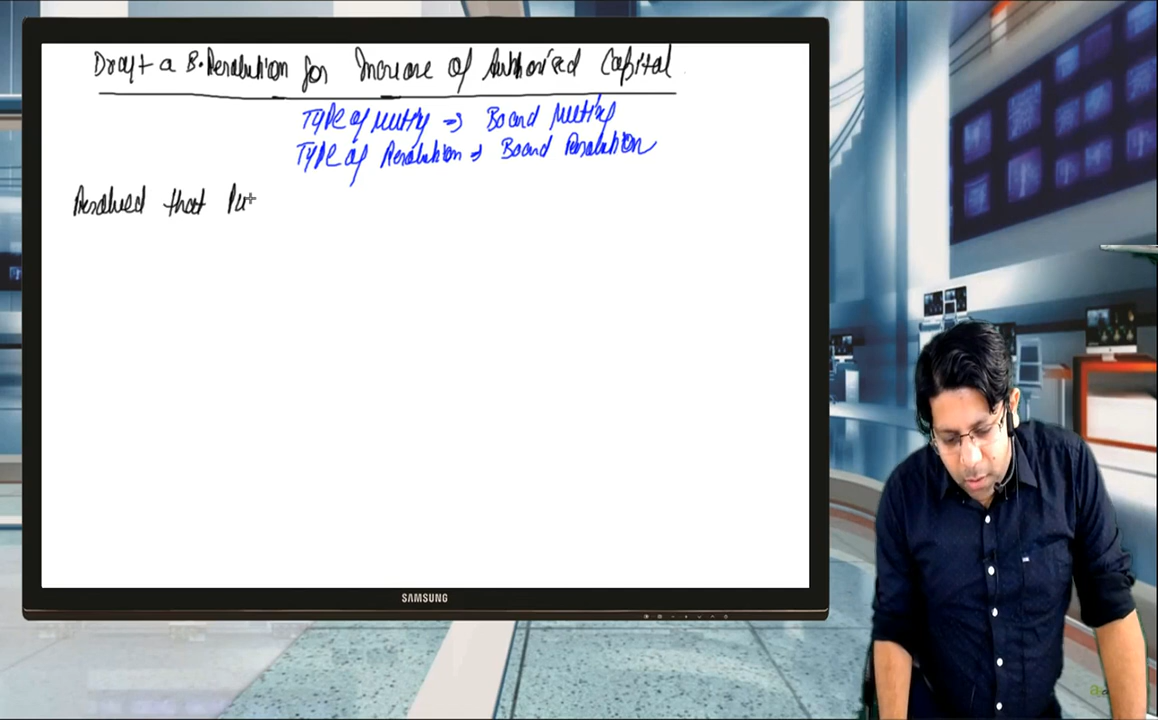 Draft a B. Resolution for Increase of Authorised Capital
Type of Meeting ⇒ Board Meeting
Type of Resolution ⇒ Board Resolution
Resolved that Pu
SAMSUNG